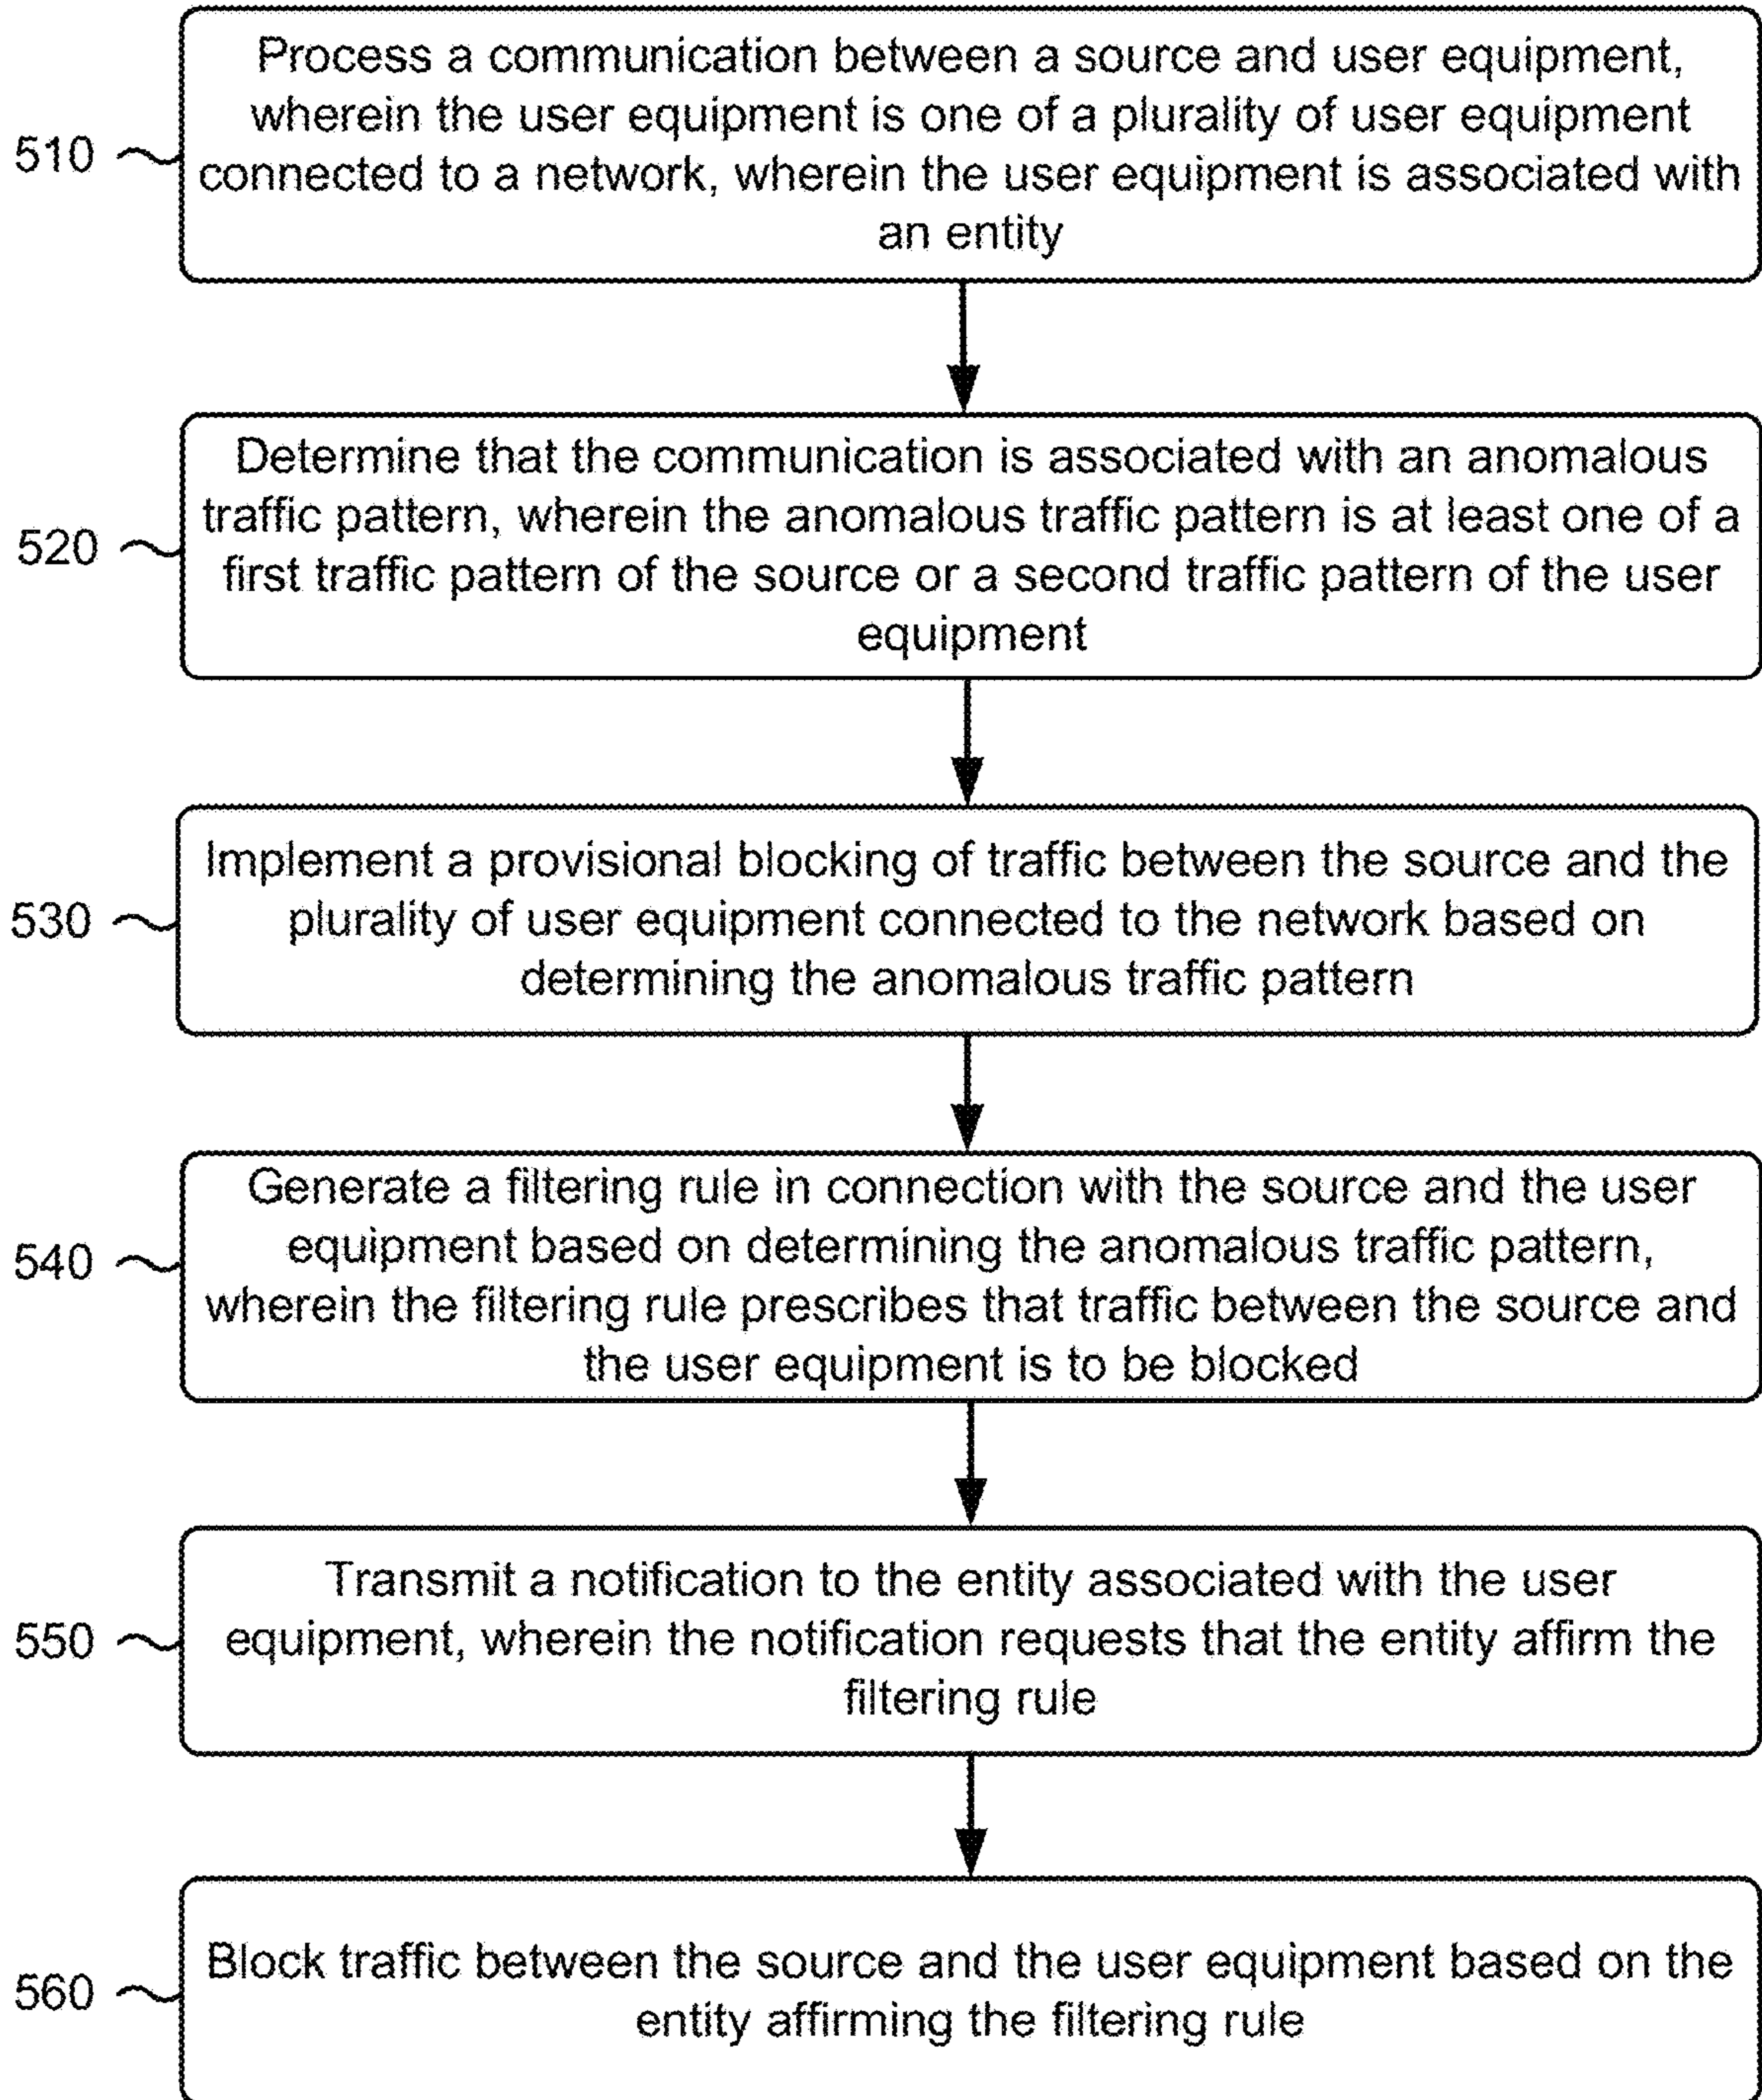 Process a communication between a source and user equipment,
wherein the user equipment is one of a plurality of user equipment
510
connected to a network, wherein the user equipment is associated with
an entity
Determine that the communication is associated with an anomalous
traffic pattern, wherein the anomalous traffic pattern is at least one of a
520
first traffic pattern of the source or a second traffic pattern of the user
equipment
Implement a provisional blocking of traffic between the source and the
530
plurality of user equipment connected to the network based on
determining the anomalous traffic pattern
Generate a filtering rule in connection with the source and the user
equipment based on determining the anomalous traffic pattern,
540
wherein the filtering rule prescribes that traffic between the source and
the user equipment is to be blocked
Transmit a notification to the entity associated with the user
550
equipment, wherein the notification requests that the entity affirm the
filtering rule
Block traffic between the source and the user equipment based on the
560
entity affirming the filtering rule